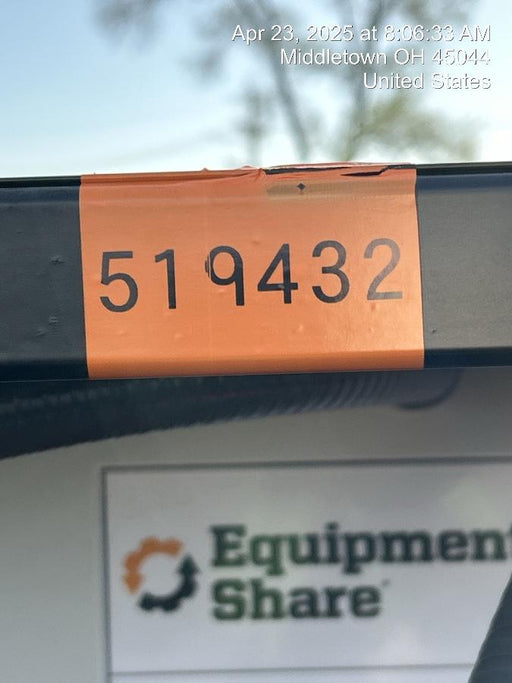 Apr 23, 2025 at 8:06:33 AM
Middletown OH 45044
United States
519432
Equipment
Share